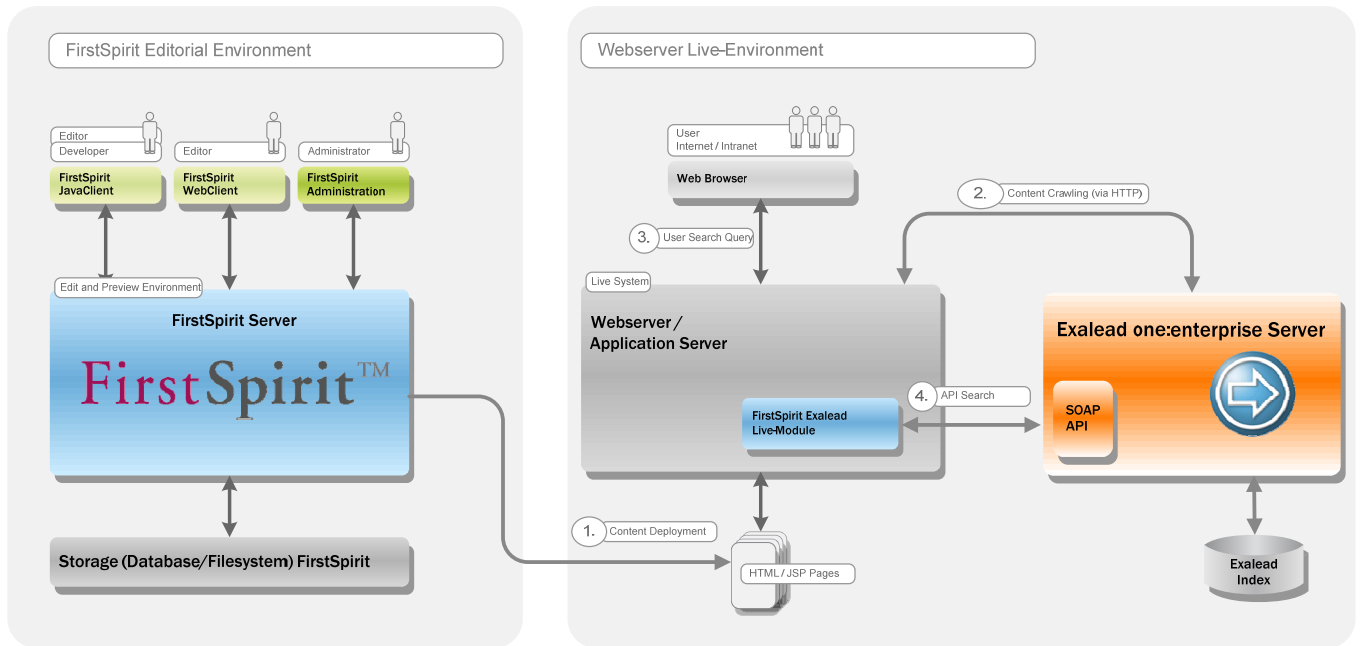 FirstSpirit Editorial Environment
Editor
Developer
FirstSpirit
JavaClient
Editor
FirstSpirit
WebClient
Administrator
FirstSpirit
Administration
Edit and Preview Environment
FirstSpirit Server
FirstSpirit™
Storage (Database/Filesystem) FirstSpirit
Webserver Live-Environment
User
Internet / Intranet
Web Browser
3.
User Search Query
2.
Content Crawling (via HTTP)
Live System
Webserver /
Application Server
FirstSpirit Exalead
Live-Module
4.
API Search
Exalead one:enterprise Server
SOAP
API
1.
Content Deployment
HTML / JSP Pages
Exalead
Index